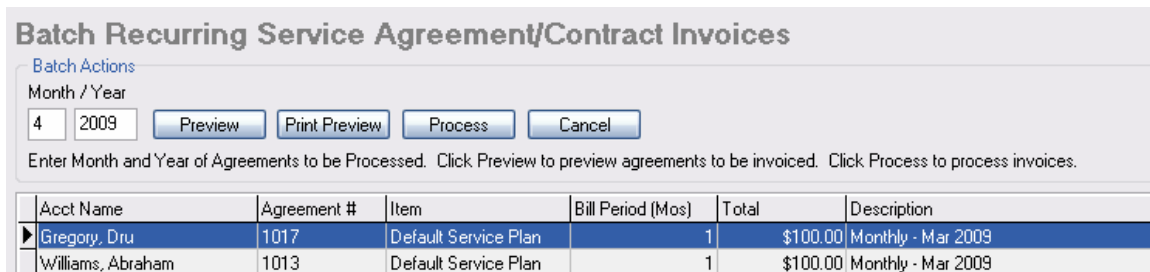 Batch Recurring Service Agreement/Contract Invoices
Batch Actions
Month / Year
4 2009 Preview Print Preview Process Cancel
Enter Month and Year of Agreements to be Processed. Click Preview to preview agreements to be invoiced. Click Process to process invoices.
Acct Name Agreement # Item Bill Period (Mos) Total Description
Gregory, Dru 1017 Default Service Plan 1 $100.00 Monthly - Mar 2009
Williams, Abraham 1013 Default Service Plan 1 $100.00 Monthly - Mar 2009